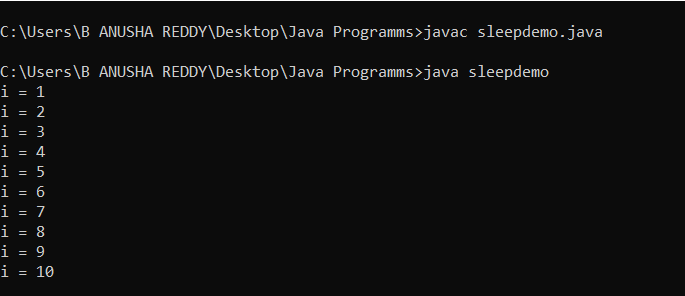 C:\Users\B ANUSHA REDDY\Desktop\Java Programms>javac sleepdemo.java
C:\Users\B ANUSHA REDDY\Desktop\Java Programms>java sleepdemo
i = 1
i = 2
i = 3
i = 4
i = 5
i = 6
i = 7
i = 8
i = 9
i = 10